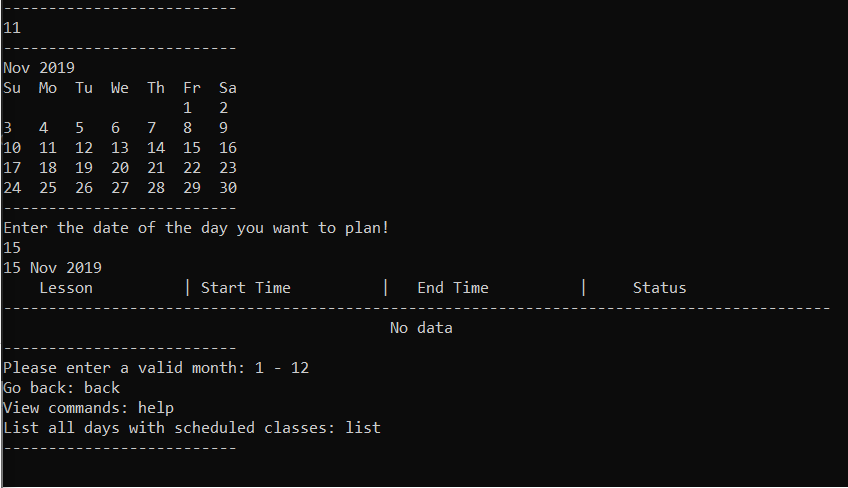 --------------------------
11
--------------------------
Nov 2019
Su  Mo  Tu  We  Th  Fr  Sa
                    1   2
3   4   5   6   7   8   9
10  11  12  13  14  15  16
17  18  19  20  21  22  23
24  25  26  27  28  29  30
--------------------------
Enter the date of the day you want to plan!
15
15 Nov 2019
    Lesson          | Start Time          |   End Time          |     Status
--------------------------------------------------------------------------------------------
                                           No data
--------------------------
Please enter a valid month: 1 - 12
Go back: back
View commands: help
List all days with scheduled classes: list
--------------------------